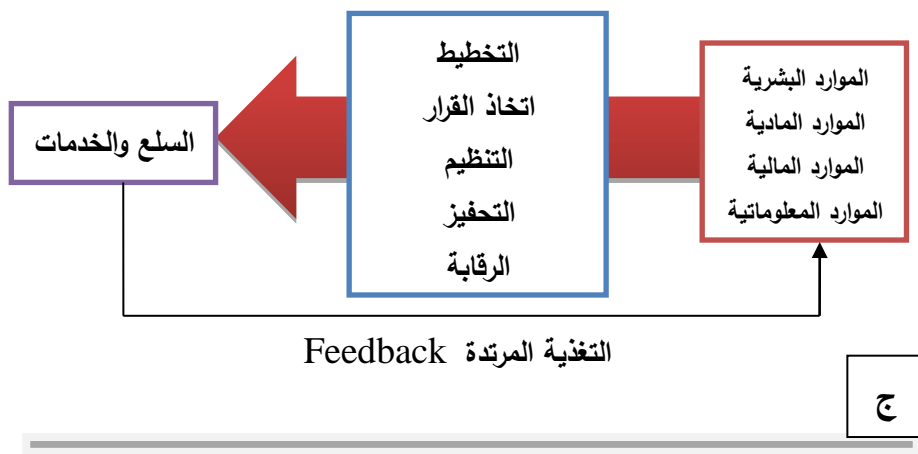 الموارد البشرية
الموارد المادية
الموارد المالية
الموارد المعلوماتية
التخطيط
اتخاذ القرار
التنظيم
التحفيز
الرقابة
السلع والخدمات
التغذية المرتدة Feedback
ج